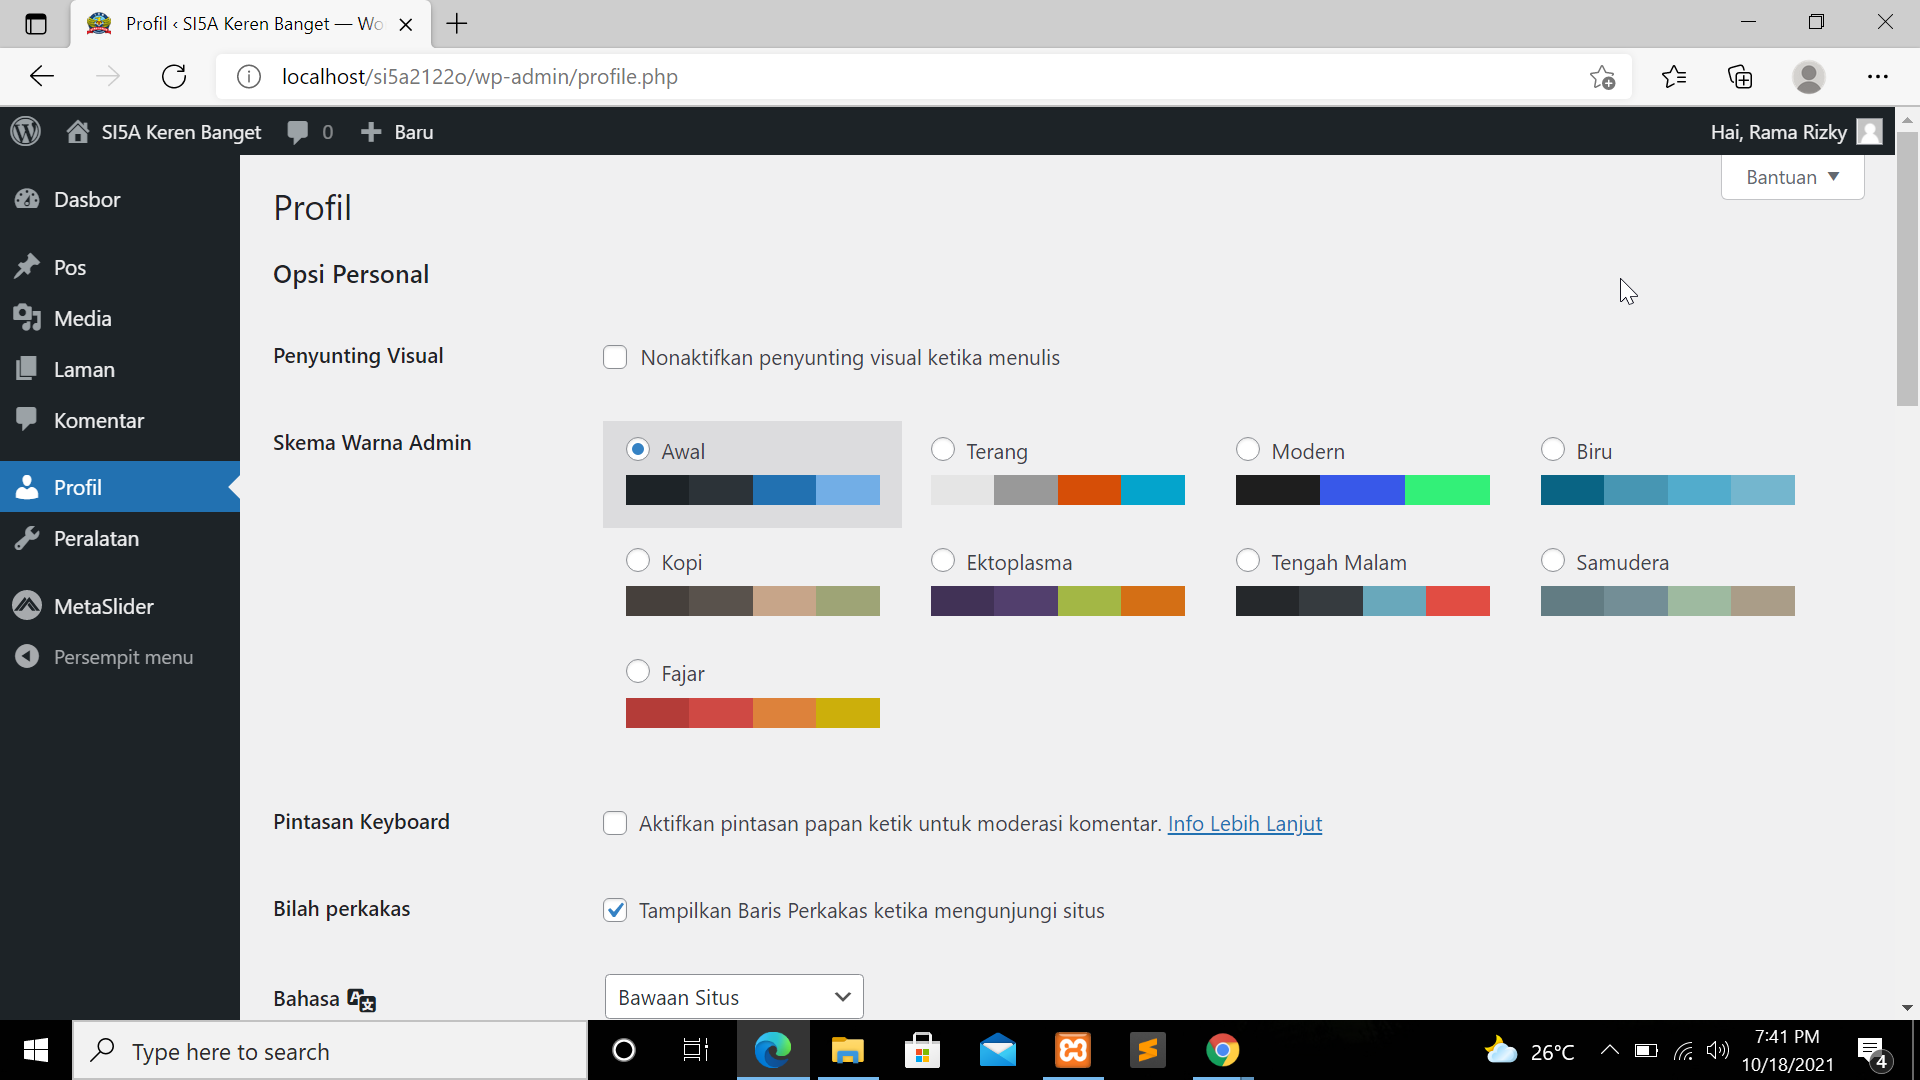 Profil ‹ SI5A Keren Banget — Wo
localhost/si5a2122o/wp-admin/profile.php
SI5A Keren Banget 0 Baru Hai, Rama Rizky
Bantuan
Dasbor
Pos
Media
Laman
Komentar
Profil
Peralatan
MetaSlider
Persempit menu
Profil
Opsi Personal
Penyunting Visual Nonaktifkan penyunting visual ketika menulis
Skema Warna Admin Awal Terang Modern Biru
Kopi Ektoplasma Tengah Malam Samudera
Fajar
Pintasan Keyboard Aktifkan pintasan papan ketik untuk moderasi komentar. Info Lebih Lanjut
Bilah perkakas Tampilkan Baris Perkakas ketika mengunjungi situs
Bahasa Bawaan Situs
Type here to search 26°C 7:41 PM
10/18/2021 4